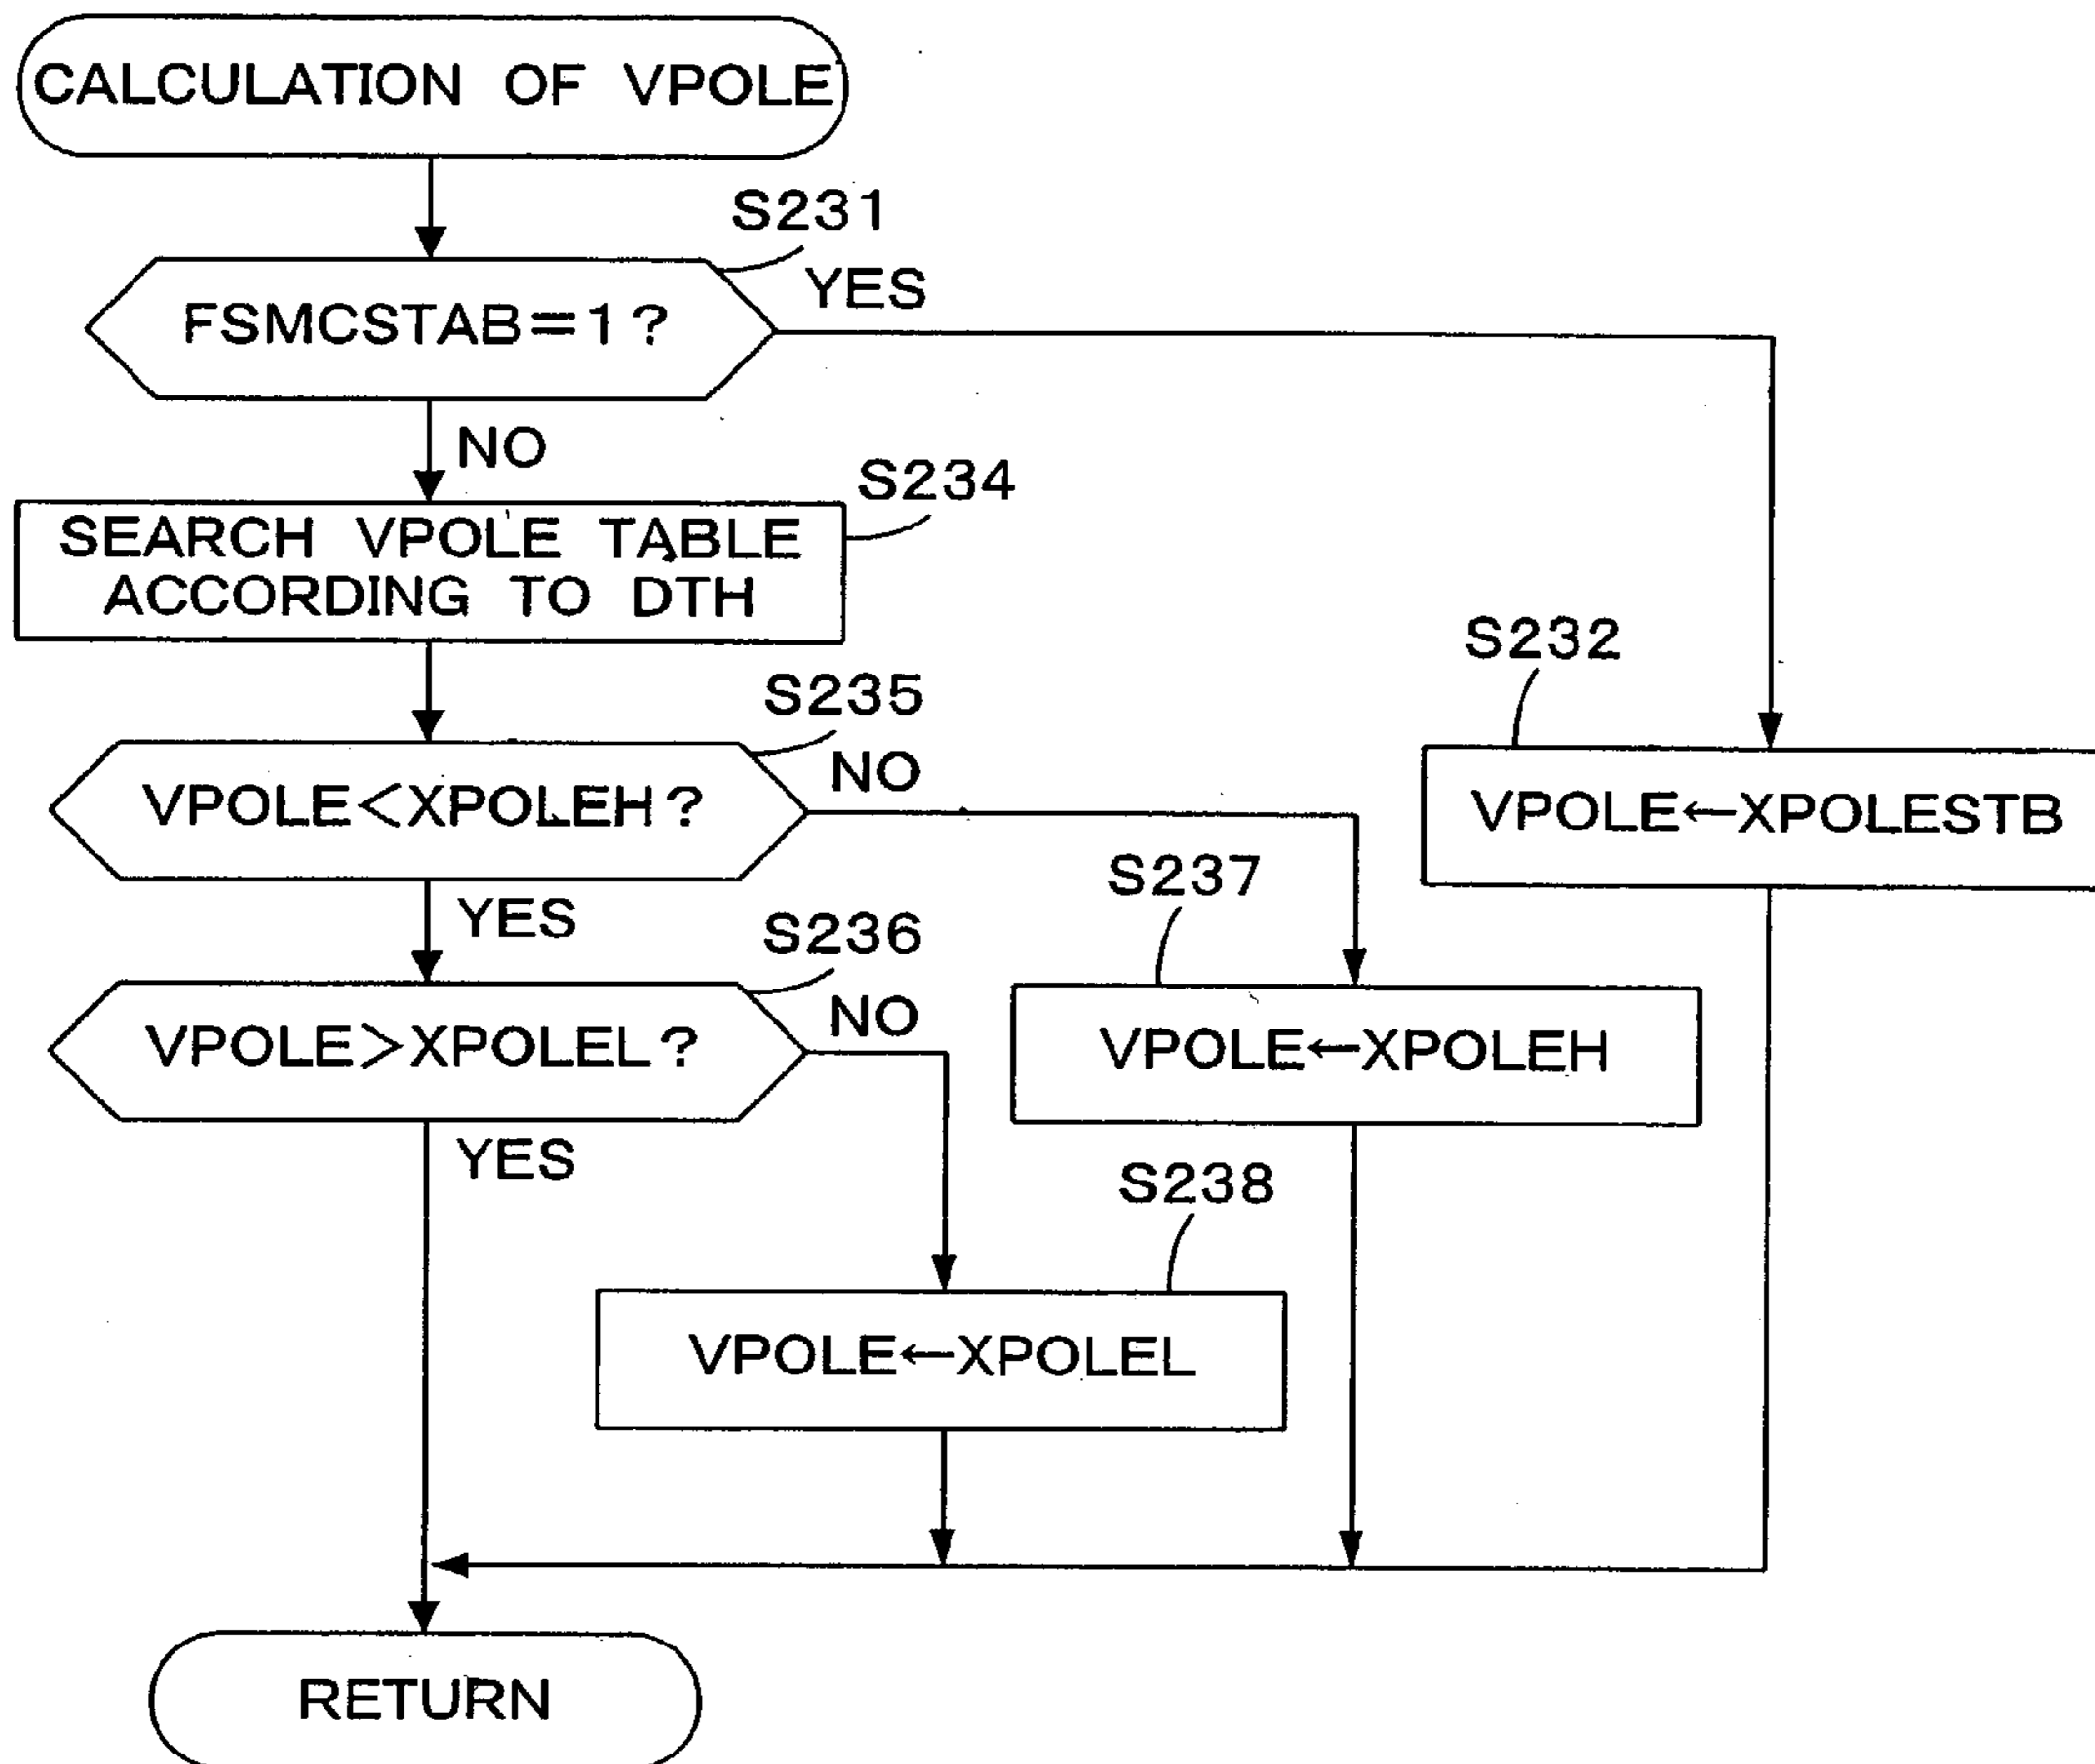 CALCULATION OF VPOLE
S231
FSMCSTAB=1?
YES
NO
S234
SEARCH VPOLE TABLE
ACCORDING TO DTH
S232
VPOLE←XPOLESTB
S235
VPOLE<XPOLEH?
NO
YES
S237
VPOLE←XPOLEH
S236
VPOLE>XPOLEL?
NO
YES
S238
VPOLE←XPOLEL
RETURN